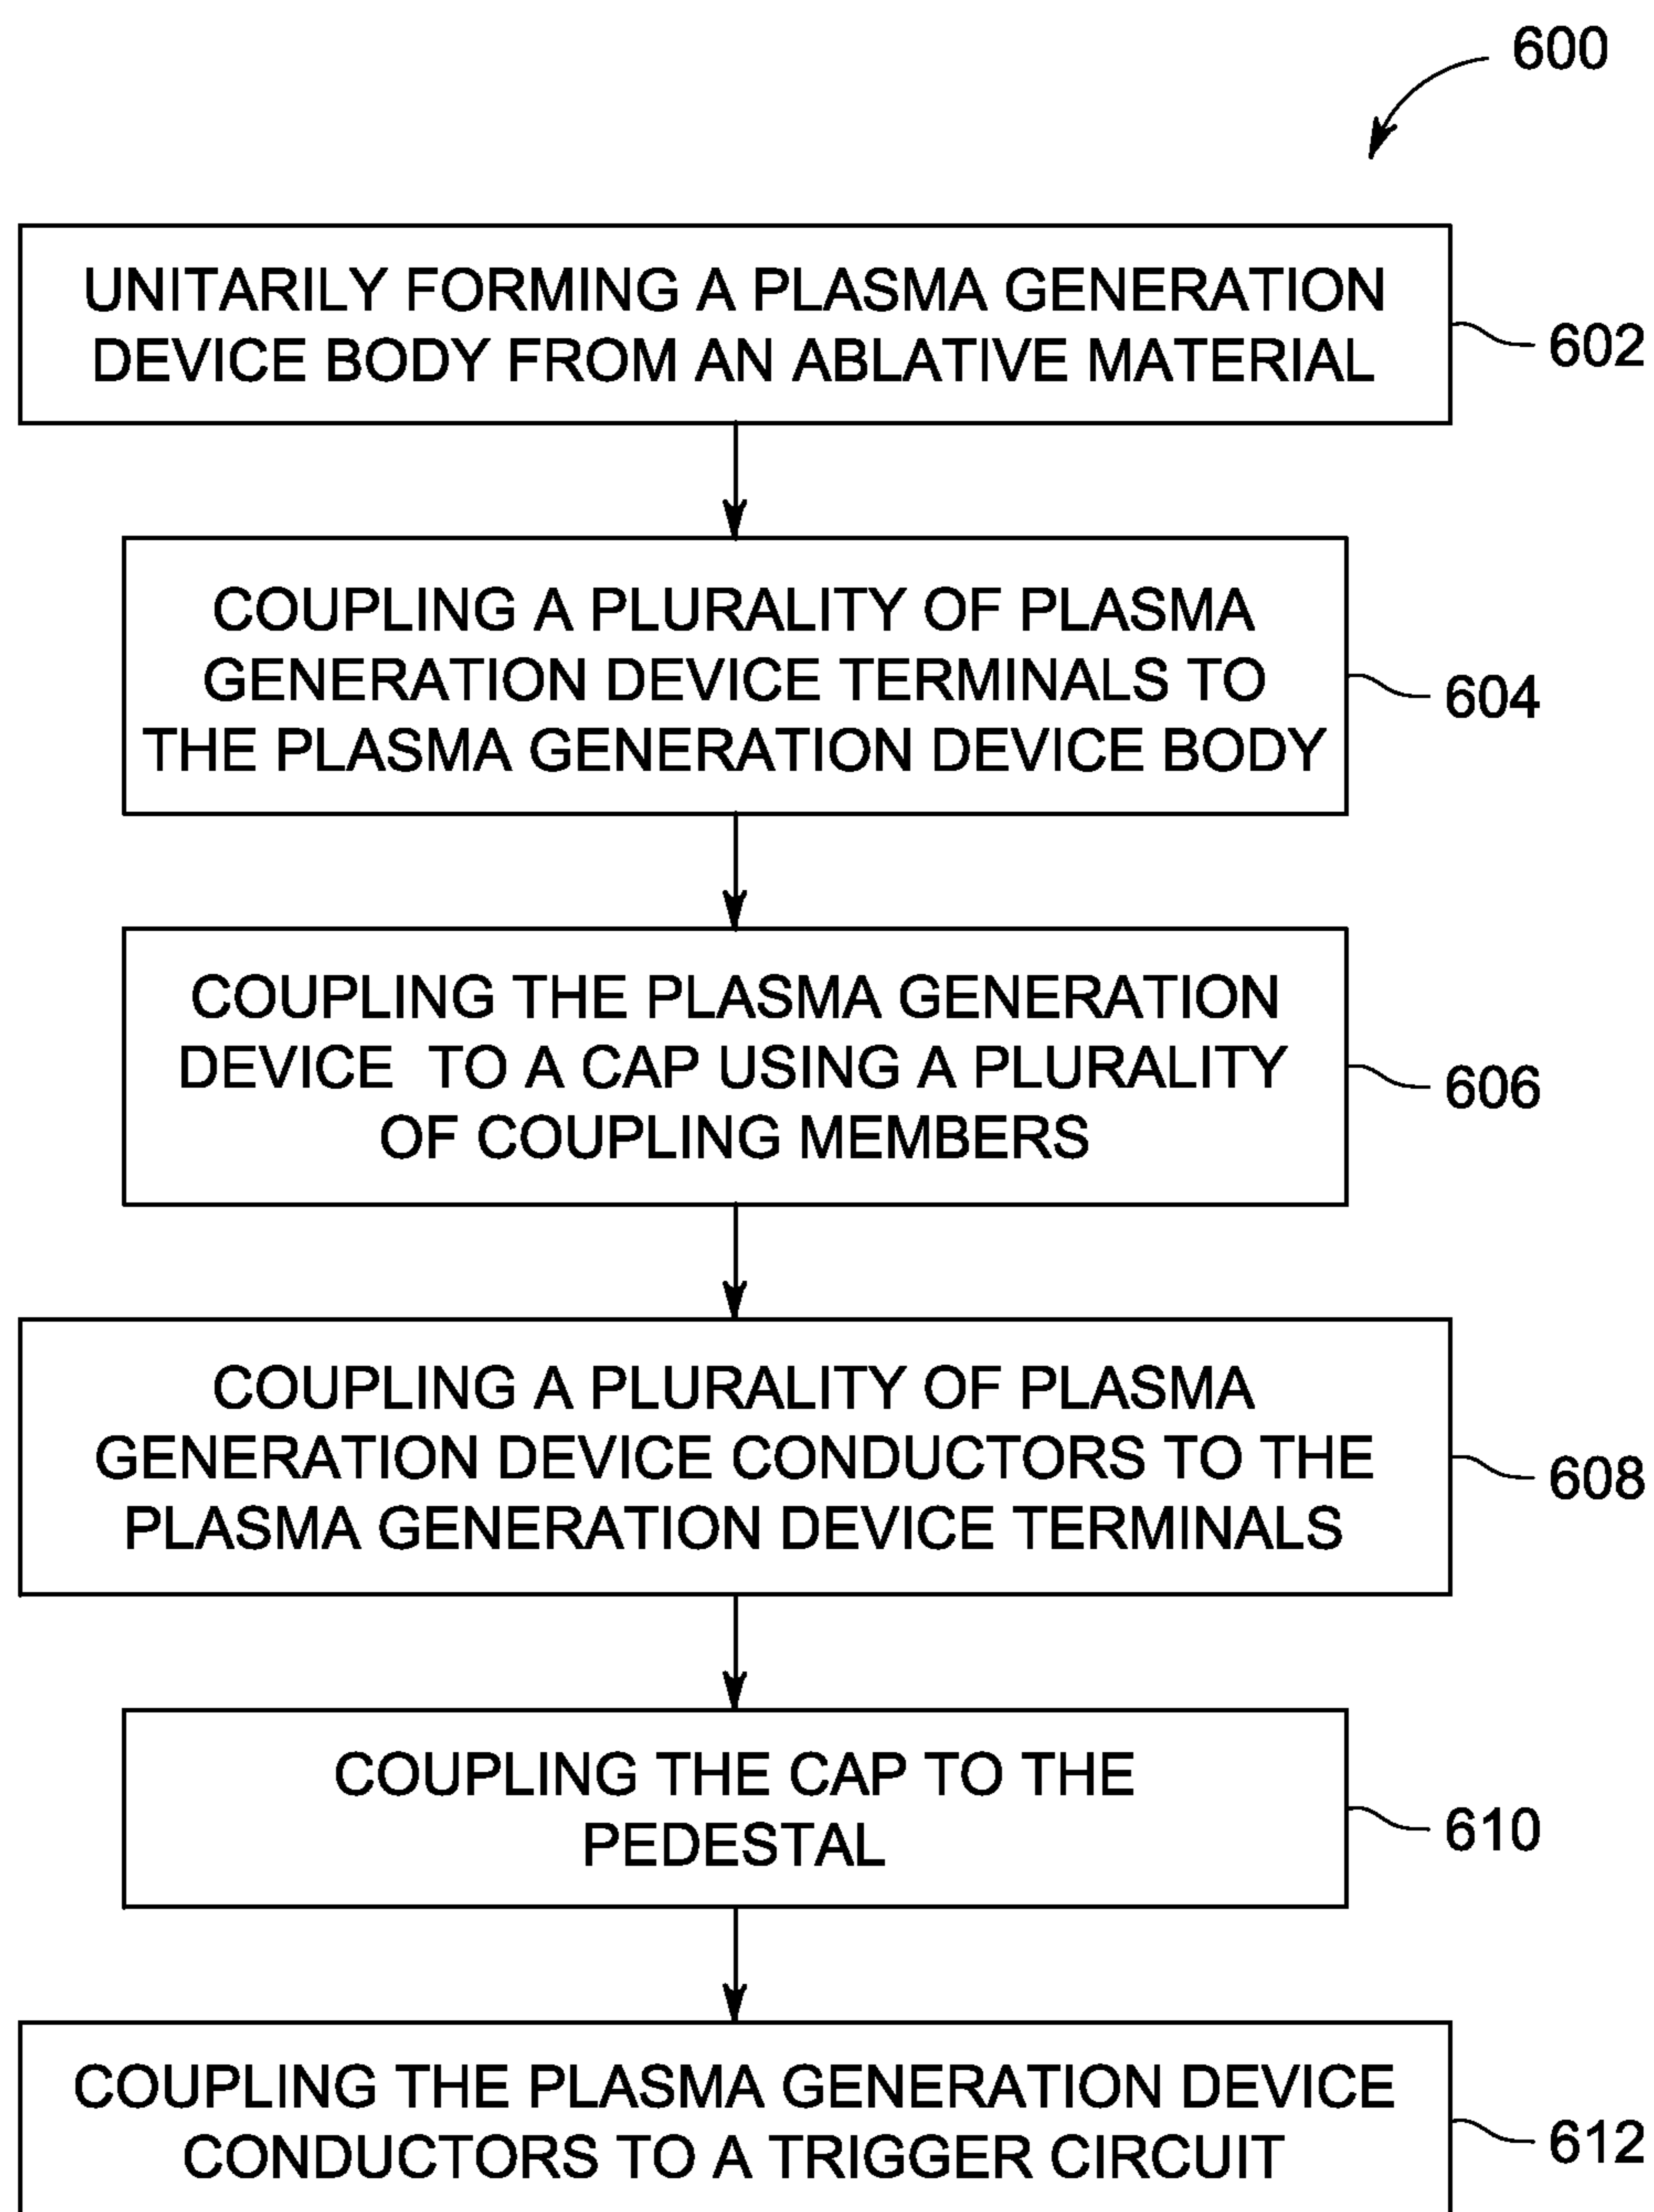 600
UNITARILY FORMING A PLASMA GENERATION
DEVICE BODY FROM AN ABLATIVE MATERIAL
602
COUPLING A PLURALITY OF PLASMA
GENERATION DEVICE TERMINALS TO
THE PLASMA GENERATION DEVICE BODY
604
COUPLING THE PLASMA GENERATION
DEVICE TO A CAP USING A PLURALITY
OF COUPLING MEMBERS
606
COUPLING A PLURALITY OF PLASMA
GENERATION DEVICE CONDUCTORS TO THE
PLASMA GENERATION DEVICE TERMINALS
608
COUPLING THE CAP TO THE
PEDESTAL
610
COUPLING THE PLASMA GENERATION DEVICE
CONDUCTORS TO A TRIGGER CIRCUIT
612